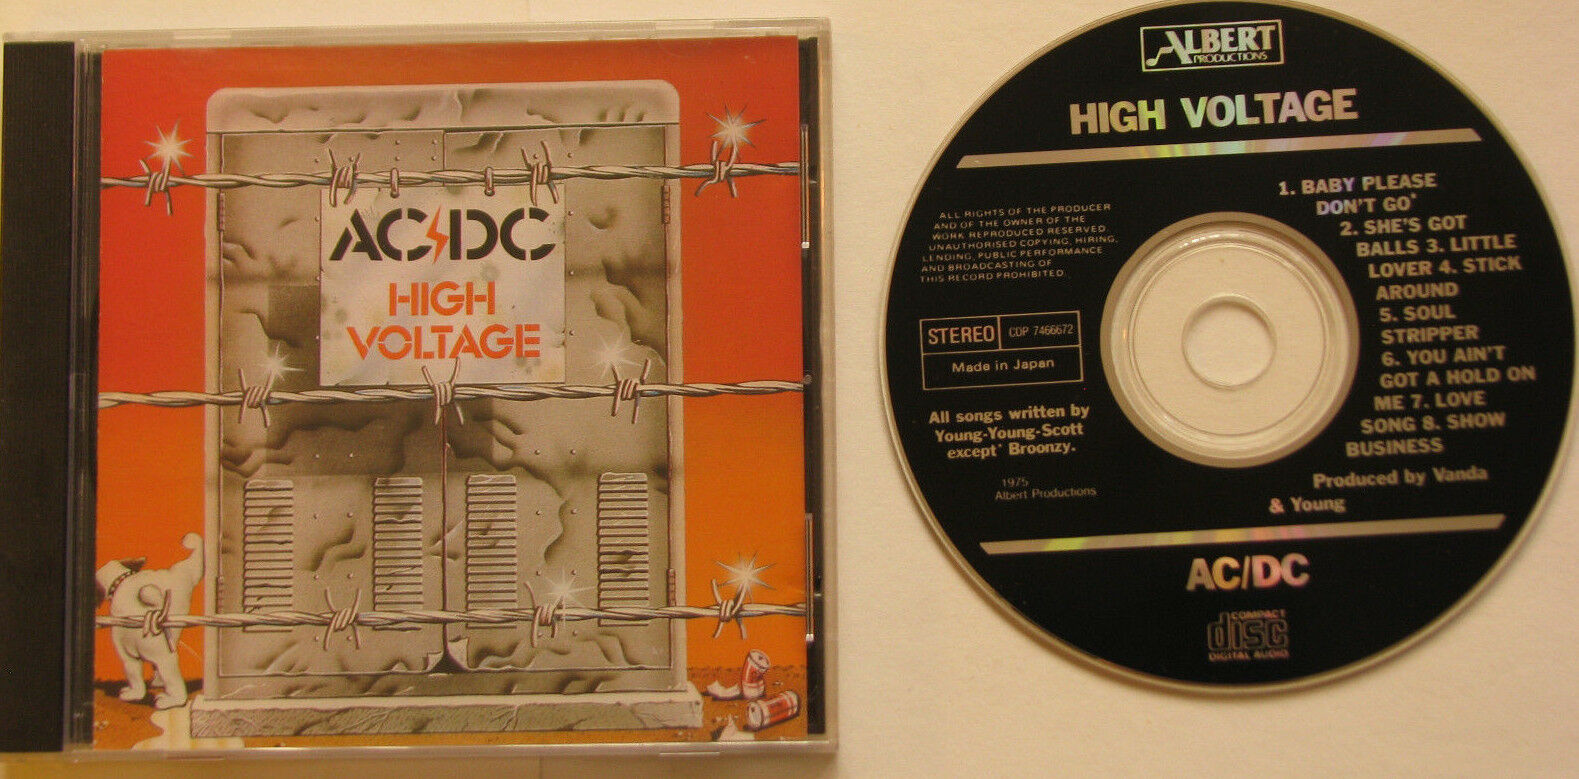 AC/DC
HIGH
VOLTAGE
ALBERT
PRODUCTIONS
HIGH VOLTAGE
ALL RIGHTS OF THE PRODUCER
AND OF THE OWNER OF THE
WORK REPRODUCED RESERVED
UNAUTHORISED COPYING, HIRING,
LENDING, PUBLIC PERFORMANCE
AND BROADCASTING OF
THIS RECORD PROHIBITED.
STEREO CDP 7466672
Made in Japan
All songs written by
Young-Young-Scott
except* Broonzy.
1975
Albert Productions
1. BABY PLEASE
DON'T GO*
2. SHE'S GOT
BALLS 3. LITTLE
LOVER 4. STICK
AROUND
5. SOUL
STRIPPER
6. YOU AIN'T
GOT A HOLD ON
ME 7. LOVE
SONG 8. SHOW
BUSINESS
Produced by Vanda
& Young
AC/DC
COMPACT
disc
DIGITAL AUDIO